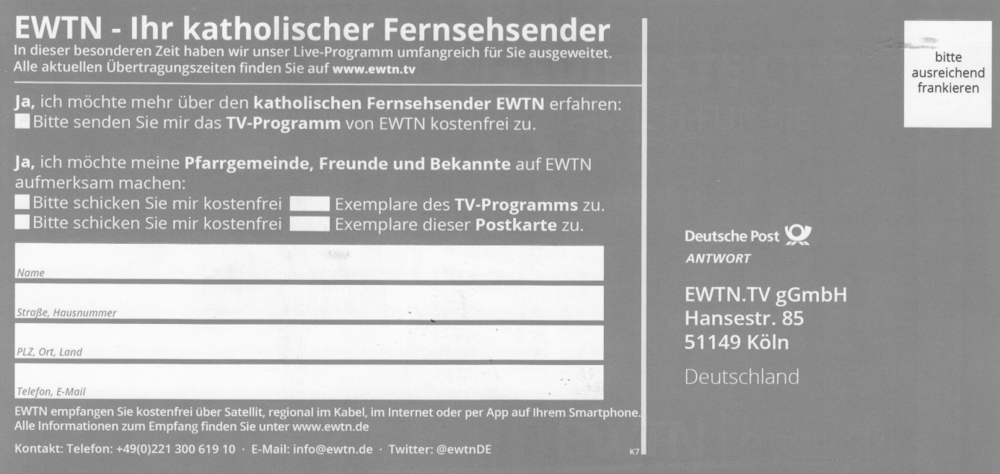 EWTN - Ihr katholischer Fernsehsender
In dieser besonderen Zeit haben wir unser Live-Programm umfangreich für Sie ausgeweitet.
Alle aktuellen Übertragungszeiten finden Sie auf www.ewtn.tv
Ja, ich möchte mehr über den katholischen Fernsehsender EWTN erfahren:
Bitte senden Sie mir das TV-Programm von EWTN kostenfrei zu.
Ja, ich möchte meine Pfarrgemeinde, Freunde und Bekannte auf EWTN
aufmerksam machen:
Bitte schicken Sie mir kostenfrei Exemplare des TV-Programms zu.
Bitte schicken Sie mir kostenfrei Exemplare dieser Postkarte zu.
Name
Straße, Hausnummer
PLZ, Ort, Land
Telefon, E-Mail
EWTN empfangen Sie kostenfrei über Satellit, regional im Kabel, im Internet oder per App auf Ihrem Smartphone.
Alle Informationen zum Empfang finden Sie unter www.ewtn.de
Kontakt: Telefon: +49(0)221 300 619 10 · E-Mail: info@ewtn.de · Twitter: @ewtnDE
K7
bitte
ausreichend
frankieren
Deutsche Post
ANTWORT
EWTN.TV gGmbH
Hansestr. 85
51149 Köln
Deutschland